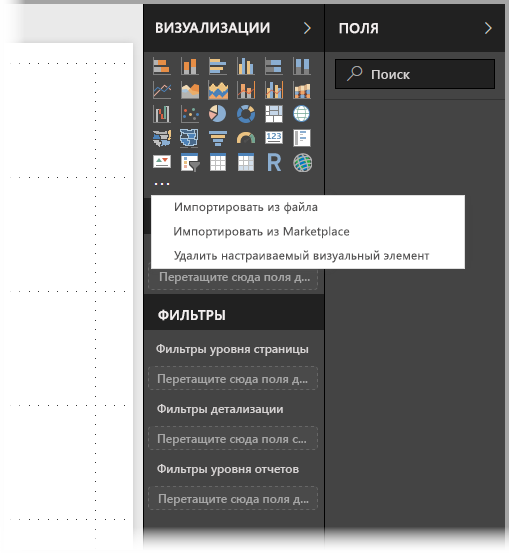 ВИЗУАЛИЗАЦИИ
ПОЛЯ
Поиск
123
R
Импортировать из файла
Импортировать из Marketplace
Удалить настраиваемый визуальный элемент
Перетащите сюда поля д...
ФИЛЬТРЫ
Фильтры уровня страницы
Перетащите сюда поля д...
Фильтры детализации
Перетащите сюда поля с...
Фильтры уровня отчетов
Перетащите сюда поля д...